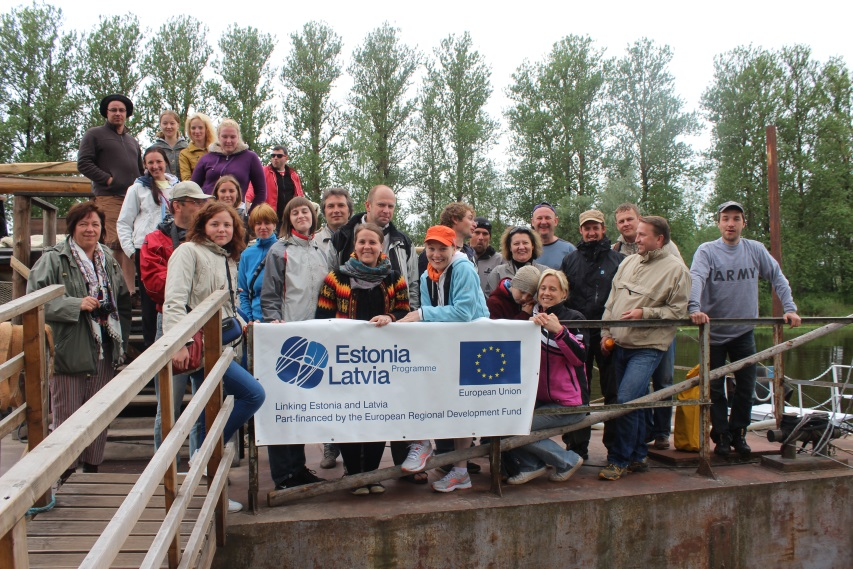 Estonia
Latvia Programme
European Union
Linking Estonia and Latvia
Part-financed by the European Regional Development Fund
ARMY